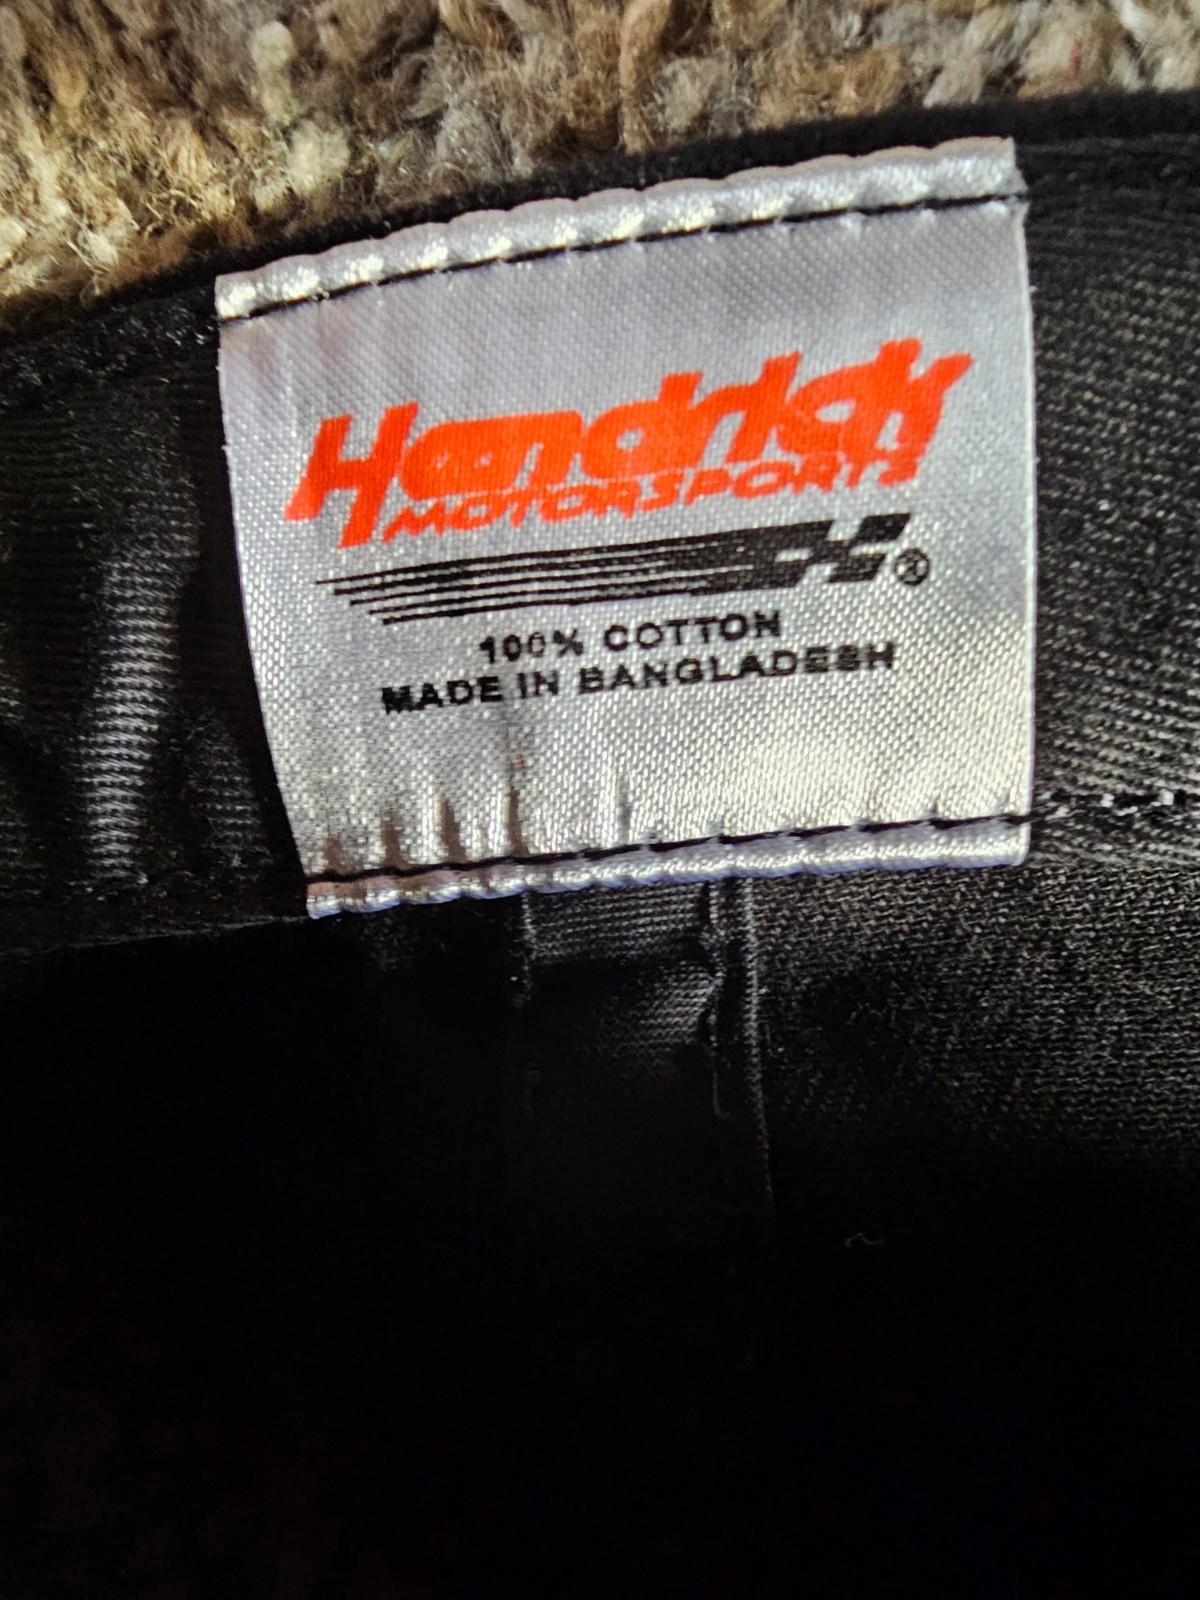 Hendrick
MOTORSPORTS
H®
100% COTTON
MADE IN BANGLADESH